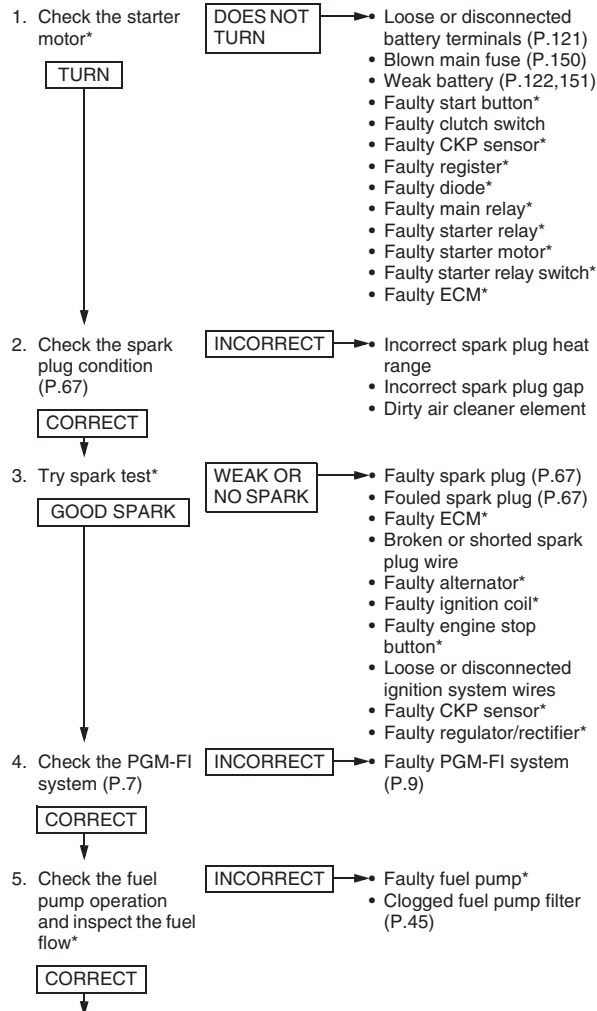 1. Check the starter
motor*
TURN
DOES NOT
TURN
• Loose or disconnected
battery terminals (P.121)
• Blown main fuse (P.150)
• Weak battery (P.122,151)
• Faulty start button*
• Faulty clutch switch
• Faulty CKP sensor*
• Faulty register*
• Faulty diode*
• Faulty main relay*
• Faulty starter relay*
• Faulty starter motor*
• Faulty starter relay switch*
• Faulty ECM*
2. Check the spark
plug condition
(P.67)
CORRECT
INCORRECT
• Incorrect spark plug heat
range
• Incorrect spark plug gap
• Dirty air cleaner element
3. Try spark test*
GOOD SPARK
WEAK OR
NO SPARK
• Faulty spark plug (P.67)
• Fouled spark plug (P.67)
• Faulty ECM*
• Broken or shorted spark
plug wire
• Faulty alternator*
• Faulty ignition coil*
• Faulty engine stop
button*
• Loose or disconnected
ignition system wires
• Faulty CKP sensor*
• Faulty regulator/rectifier*
4. Check the PGM-FI
system (P.7)
CORRECT
INCORRECT
• Faulty PGM-FI system
(P.9)
5. Check the fuel
pump operation
and inspect the fuel
flow*
CORRECT
INCORRECT
• Faulty fuel pump*
• Clogged fuel pump filter
(P.45)